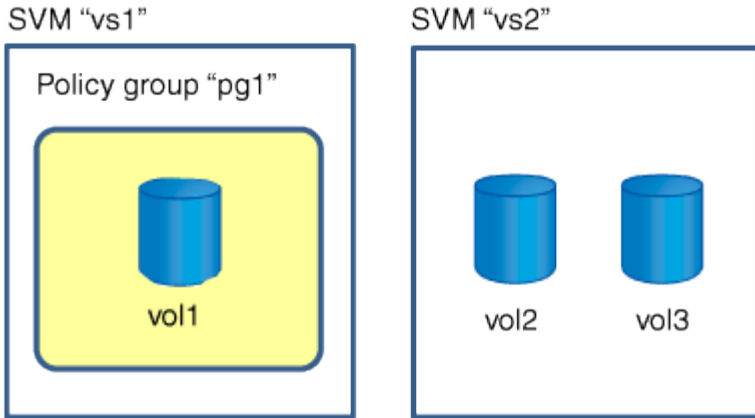 SVM “vs1”
SVM “vs2”
Policy group “pg1”
vol1
vol2
vol3